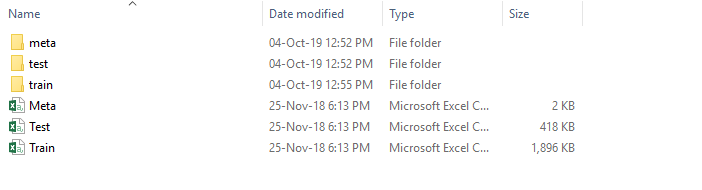 Name Date modified Type Size
meta 04-Oct-19 12:52 PM File folder
test 04-Oct-19 12:52 PM File folder
train 04-Oct-19 12:55 PM File folder
Meta 25-Nov-18 6:13 PM Microsoft Excel C... 2 KB
Test 25-Nov-18 6:13 PM Microsoft Excel C... 418 KB
Train 25-Nov-18 6:13 PM Microsoft Excel C... 1,896 KB